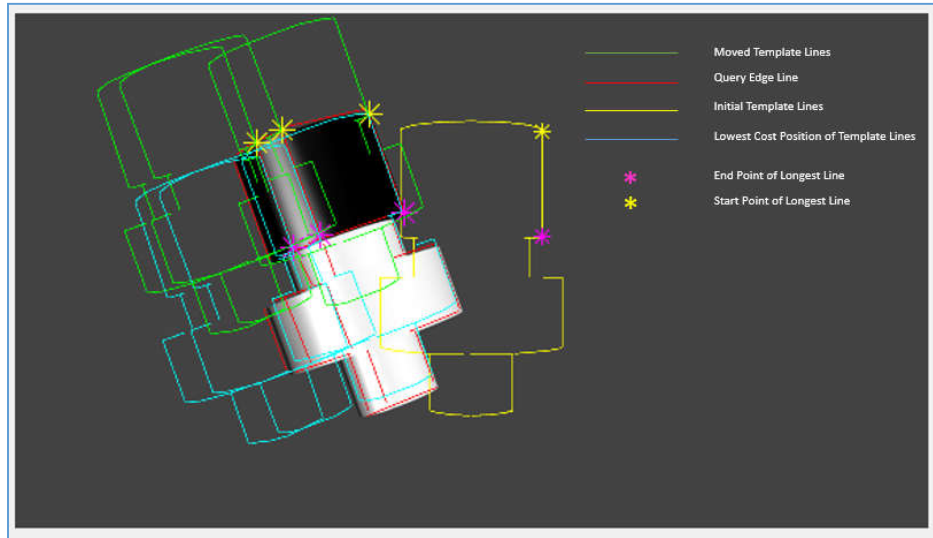 Moved Template Lines
Query Edge Line
Initial Template Lines
Lowest Cost Position of Template Lines
End Point of Longest Line
Start Point of Longest Line